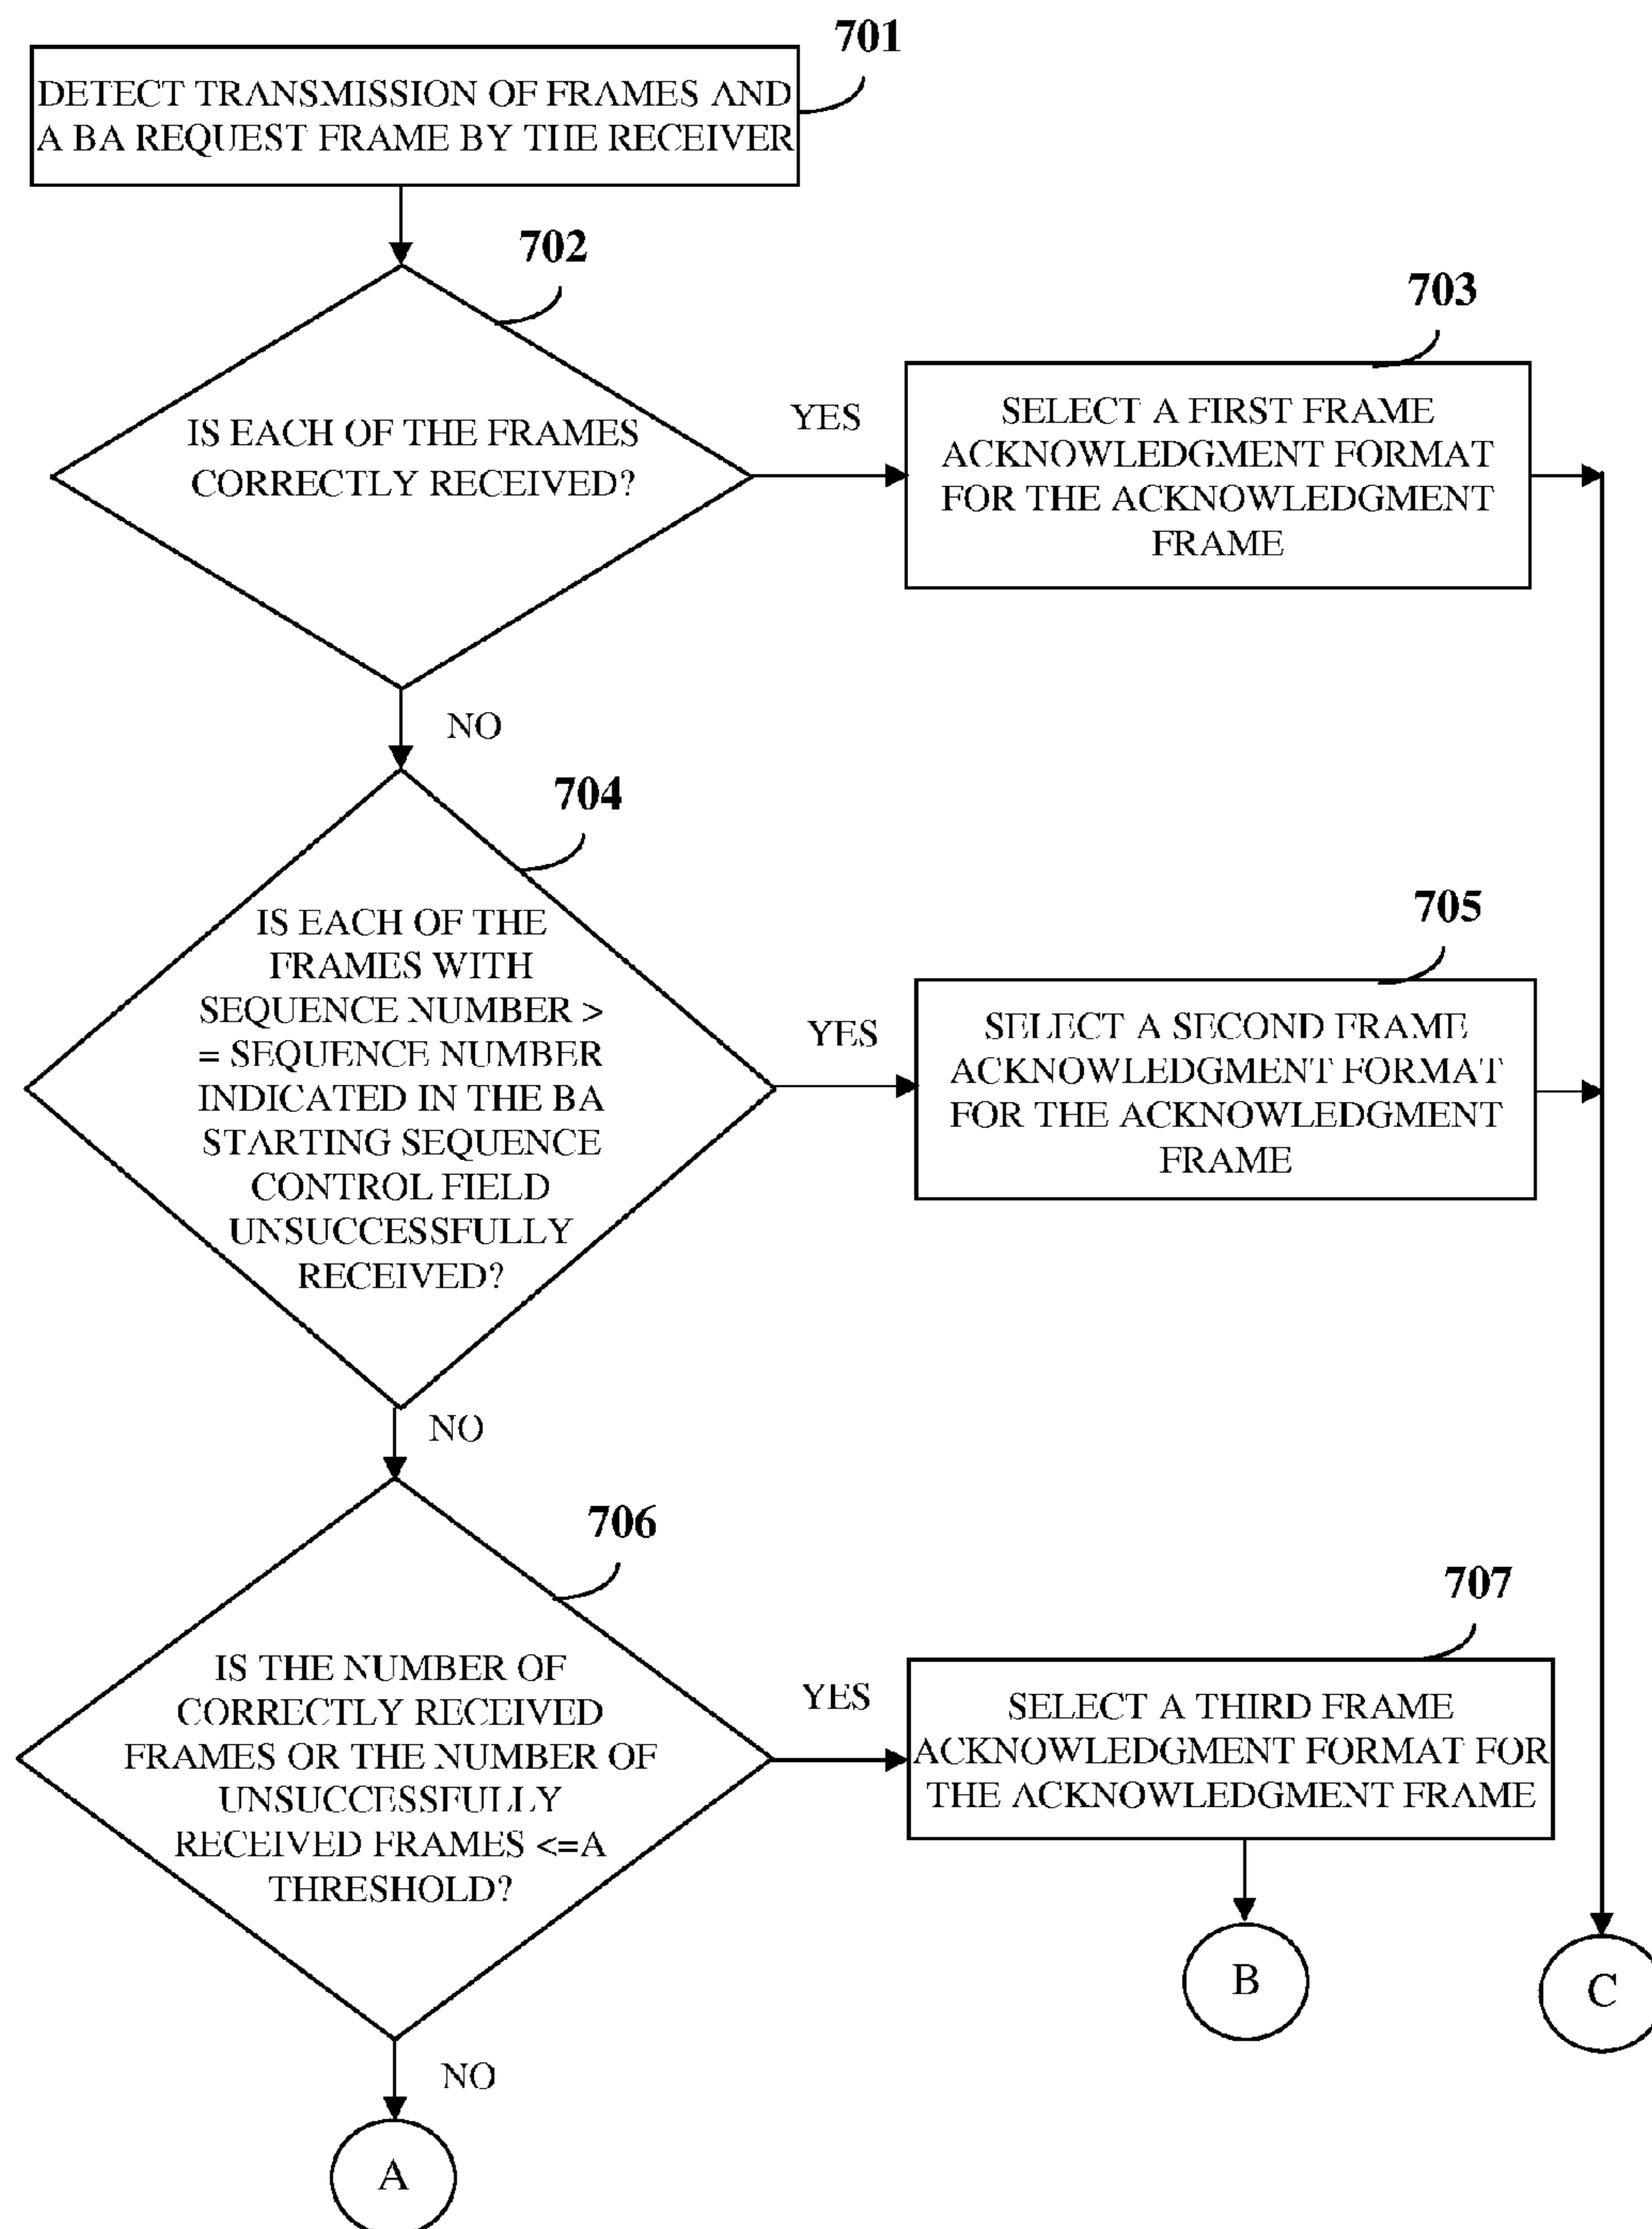 701
DETECT TRANSMISSION OF FRAMES AND
A BA REQUEST FRAME BY THE RECEIVER
702
IS EACH OF THE FRAMES
CORRECTLY RECEIVED?
YES
703
SELECT A FIRST FRAME
ACKNOWLEDGMENT FORMAT
FOR THE ACKNOWLEDGMENT
FRAME
NO
704
IS EACH OF THE
FRAMES WITH
SEQUENCE NUMBER >
= SEQUENCE NUMBER
INDICATED IN THE BA
STARTING SEQUENCE
CONTROL FIELD
UNSUCCESSFULLY
RECEIVED?
YES
705
SELECT A SECOND FRAME
ACKNOWLEDGMENT FORMAT
FOR THE ACKNOWLEDGMENT
FRAME
NO
706
IS THE NUMBER OF
CORRECTLY RECEIVED
FRAMES OR THE NUMBER OF
UNSUCCESSFULLY
RECEIVED FRAMES <=A
THRESHOLD?
YES
707
SELECT A THIRD FRAME
ACKNOWLEDGMENT FORMAT FOR
THE ACKNOWLEDGMENT FRAME
B
C
NO
A